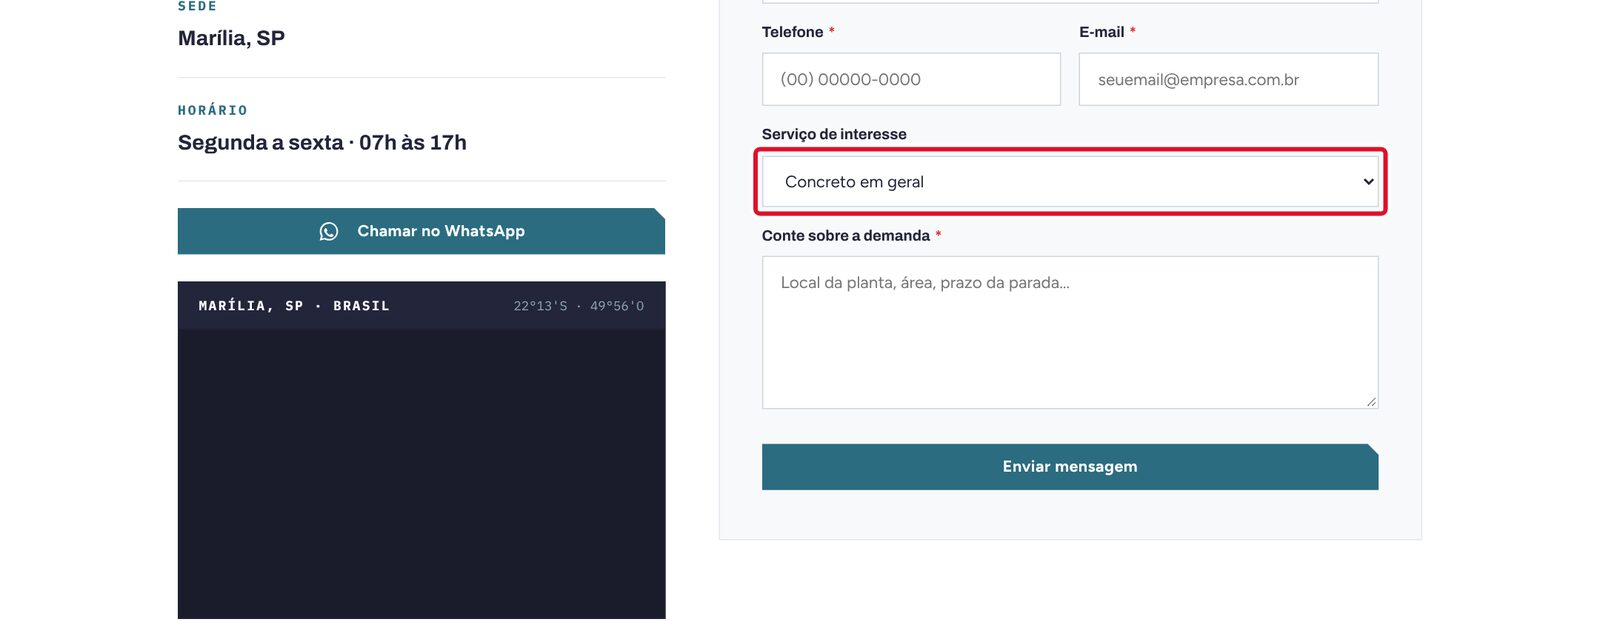 SEDE
Marília, SP
HORÁRIO
Segunda a sexta · 07h às 17h
Chamar no WhatsApp
MARÍLIA, SP · BRASIL
22°13'S · 49°56'O
Telefone *
(00) 00000-0000
E-mail *
seuemail@empresa.com.br
Serviço de interesse
Concreto em geral
Conte sobre a demanda *
Local da planta, área, prazo da parada...
Enviar mensagem